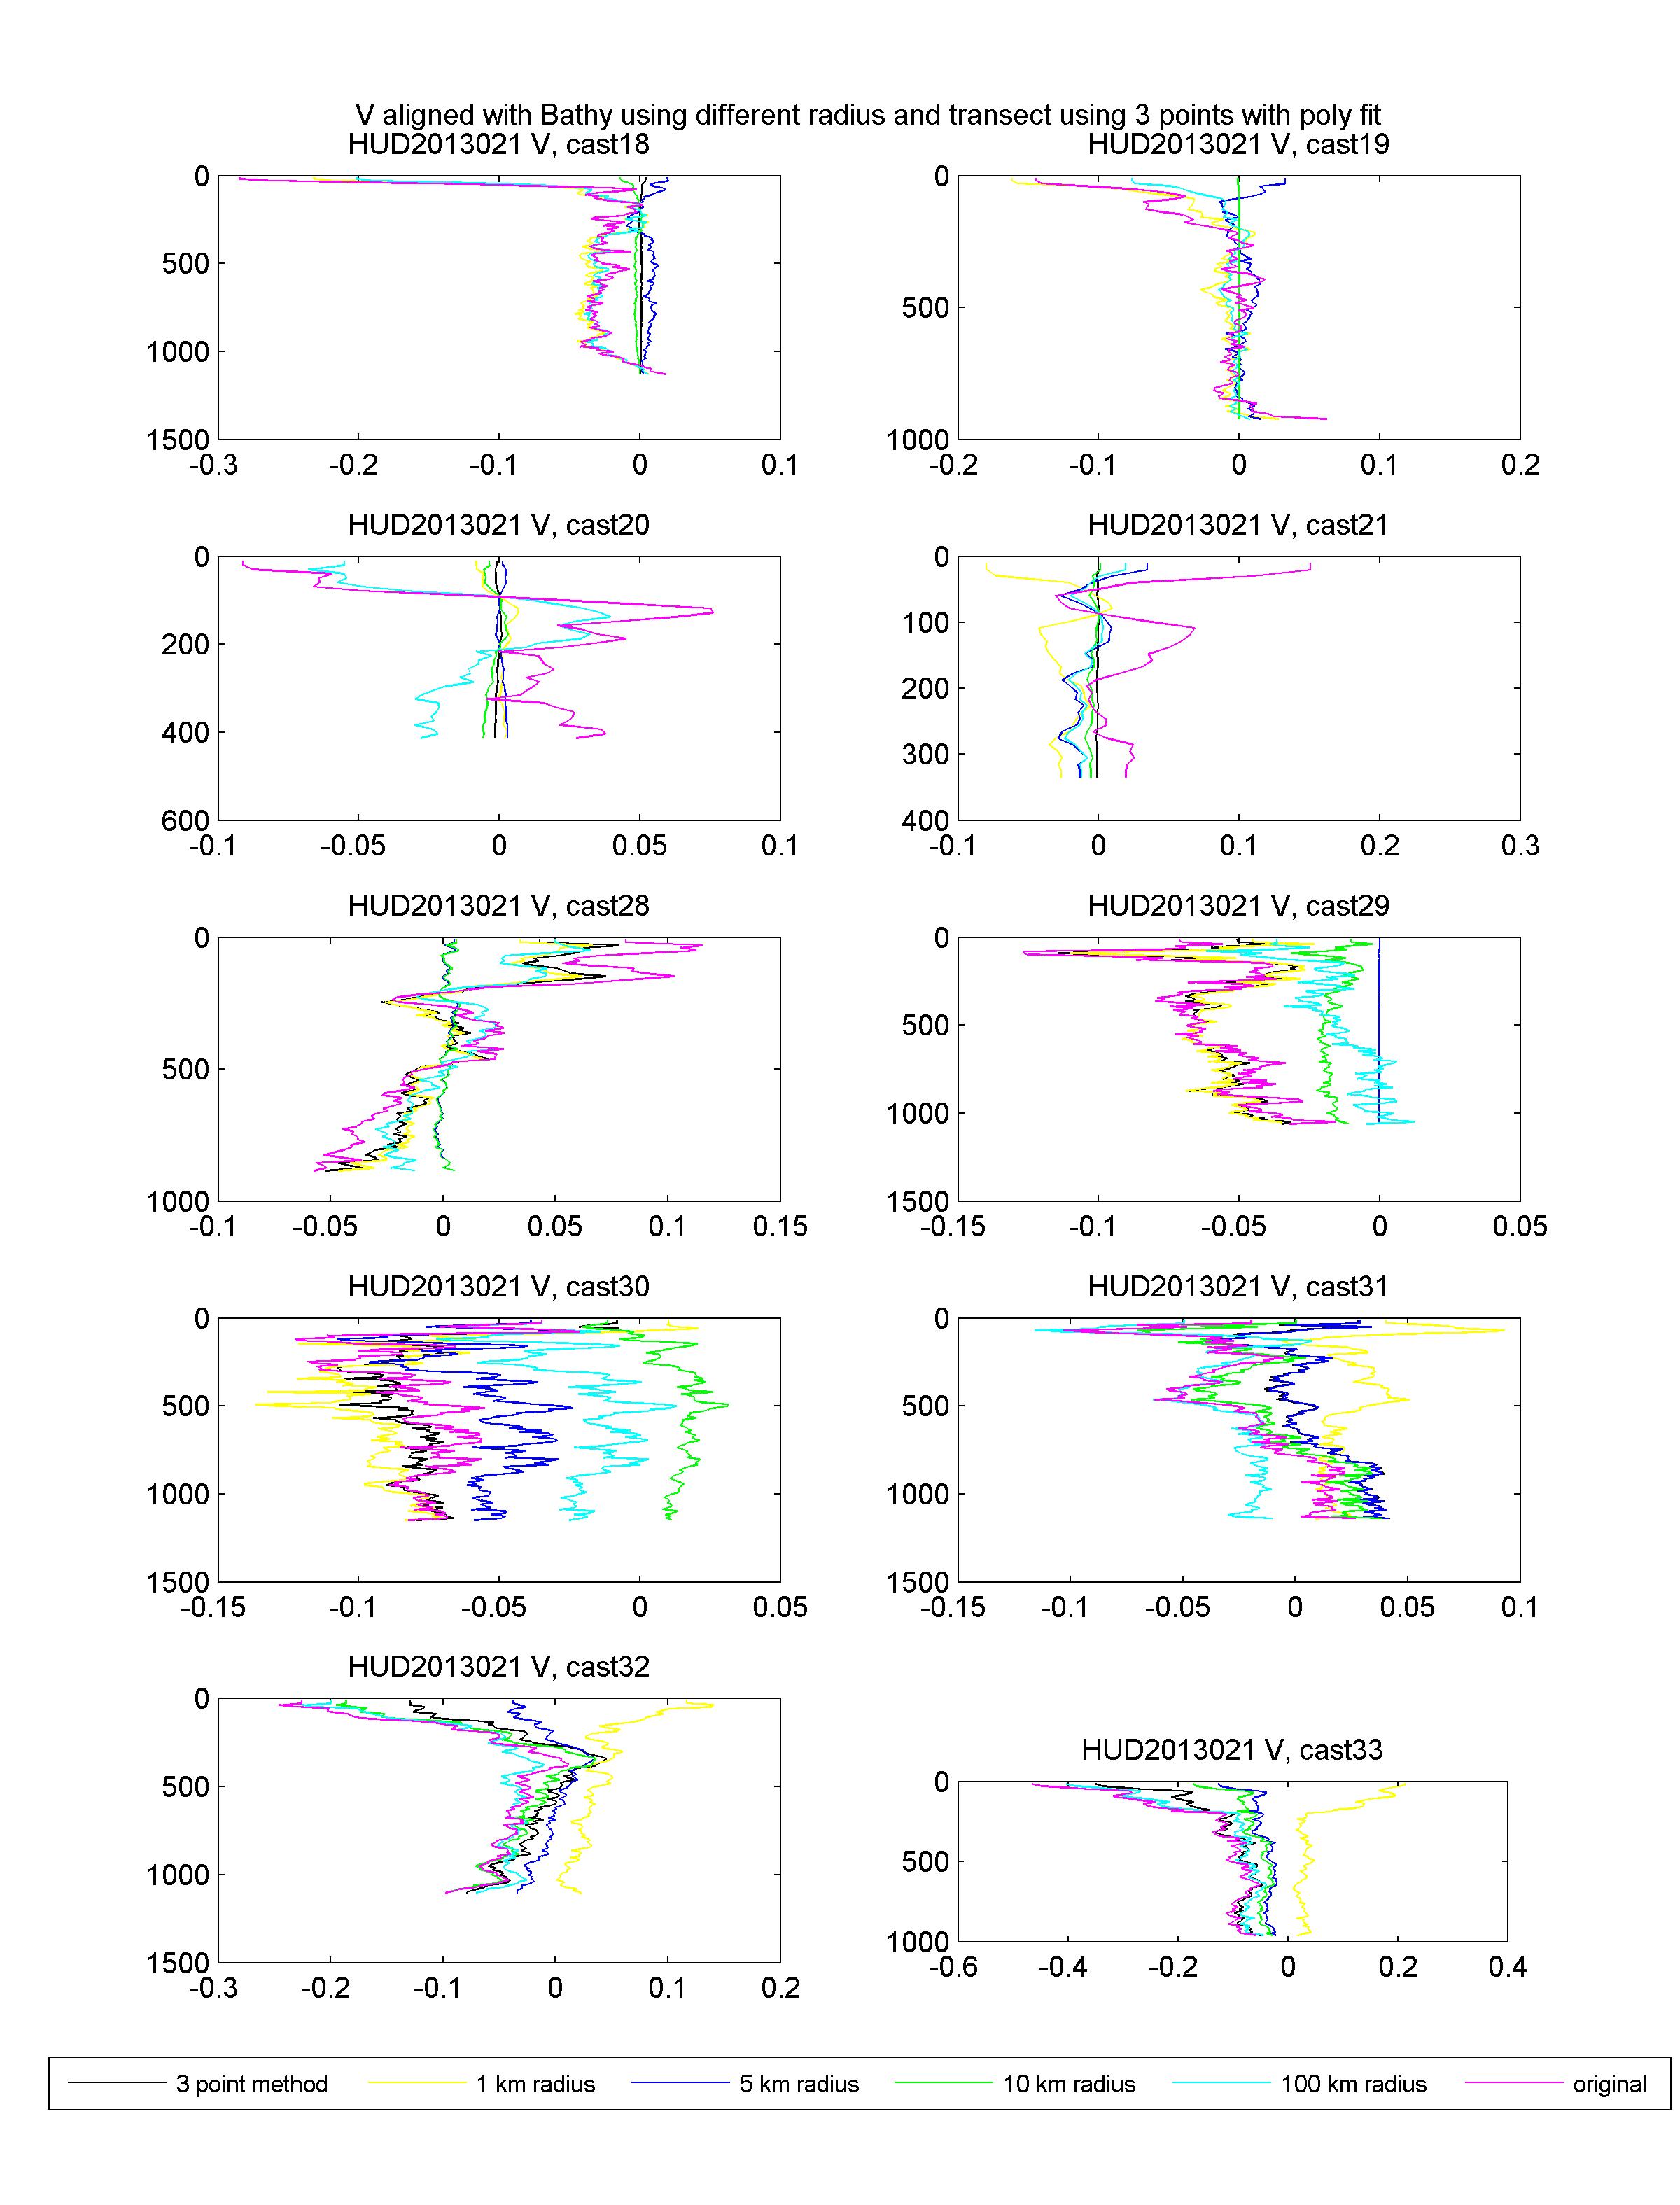 V aligned with Bathy using different radius and transect using 3 points with poly fit
HUD2013021 V, cast18
0
500
1000
1500
-0.3 -0.2 -0.1 0 0.1
HUD2013021 V, cast19
0
500
1000
-0.2 -0.1 0 0.1 0.2
HUD2013021 V, cast20
0
200
400
600
-0.1 -0.05 0 0.05 0.1
HUD2013021 V, cast21
0
100
200
300
400
-0.1 0 0.1 0.2 0.3
HUD2013021 V, cast28
0
500
1000
-0.1 -0.05 0 0.05 0.1 0.15
HUD2013021 V, cast29
0
500
1000
1500
-0.15 -0.1 -0.05 0 0.05
HUD2013021 V, cast30
0
500
1000
1500
-0.15 -0.1 -0.05 0 0.05
HUD2013021 V, cast31
0
500
1000
1500
-0.15 -0.1 -0.05 0 0.05 0.1
HUD2013021 V, cast32
0
500
1000
1500
-0.3 -0.2 -0.1 0 0.1 0.2
HUD2013021 V, cast33
0
500
1000
-0.6 -0.4 -0.2 0 0.2 0.4
3 point method 1 km radius 5 km radius 10 km radius 100 km radius original